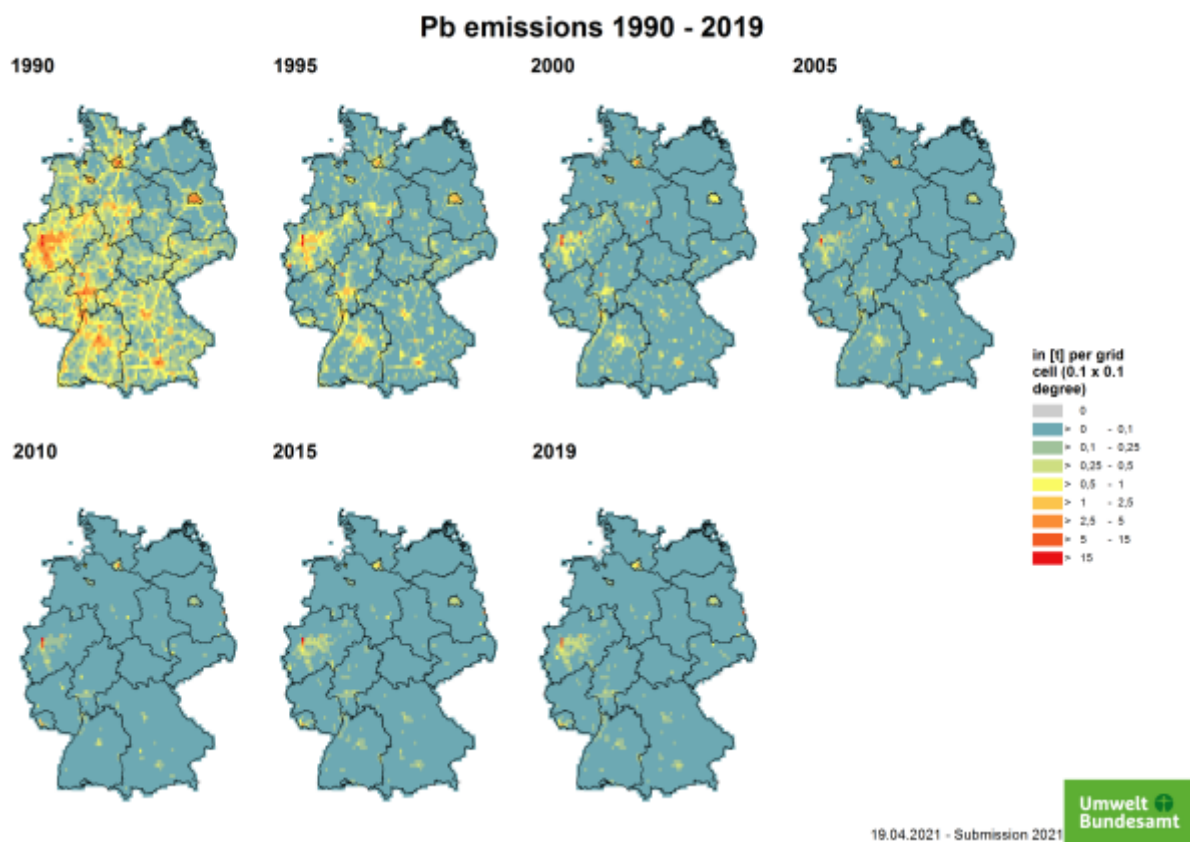 Pb emissions 1990 - 2019
1990
1995
2000
2005
in [t] per grid
cell (0.1 x 0.1
degree)
0
> 0 - 0,1
> 0,1 - 0,25
> 0,25 - 0,5
> 0,5 - 1
> 1 - 2,5
> 2,5 - 5
> 5 - 15
> 15
2010
2015
2019
Umwelt
Bundesamt
19.04.2021 - Submission 2021